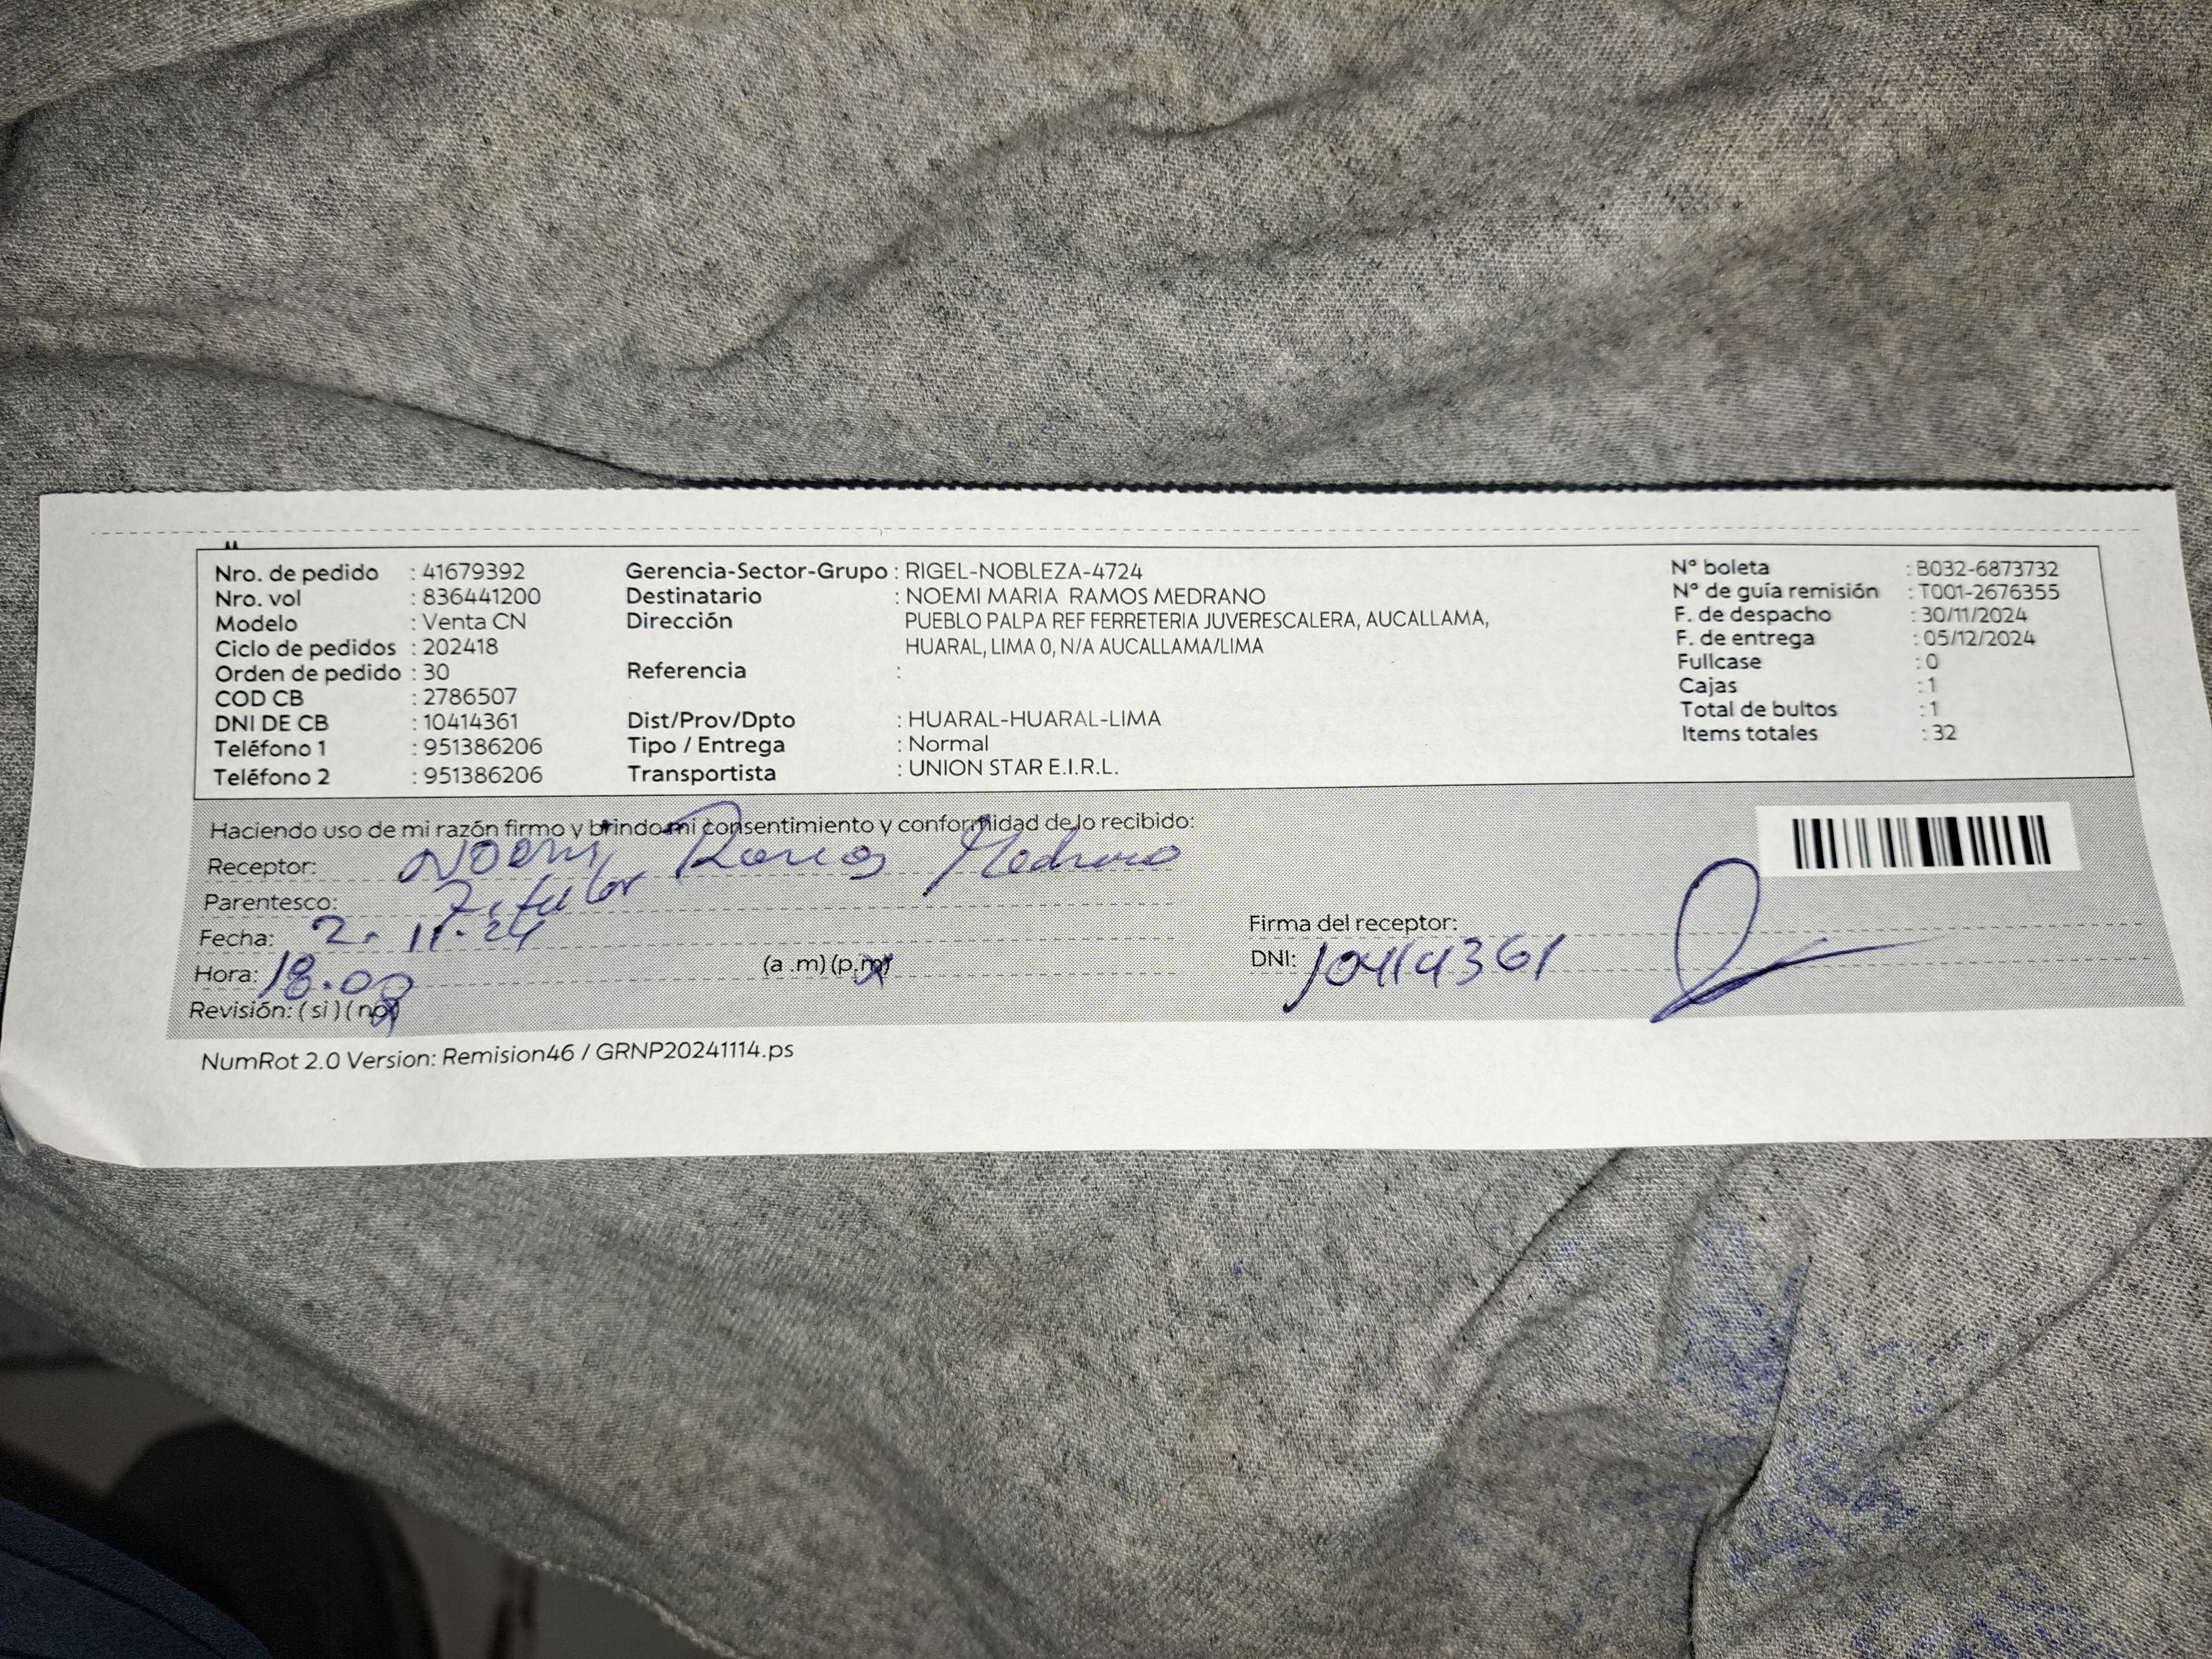 Nro. de pedido : 41679392 Gerencia-Sector-Grupo : RIGEL-NOBLEZA-4724 N° boleta : B032-6873732
Nro. vol : 836441200 Destinatario : NOEMI MARIA RAMOS MEDRANO N° de guía remisión : T001-2676355
Modelo : Venta CN Dirección PUEBLO PALPA REF FERRETERIA JUVERESCALERA, AUCALLAMA, F. de despacho : 30/11/2024
Ciclo de pedidos : 202418 HUARAL, LIMA 0, N/A AUCALLAMA/LIMA F. de entrega : 05/12/2024
Orden de pedido : 30 Referencia : Fullcase : 0
COD CB : 2786507 Cajas : 1
DNI DE CB : 10414361 Dist/Prov/Dpto : HUARAL-HUARAL-LIMA Total de bultos : 1
Teléfono 1 : 951386206 Tipo / Entrega : Normal Items totales : 32
Teléfono 2 : 951386206 Transportista : UNION STAR E.I.R.L.
Haciendo uso de mi razón firmo y brindo mi consentimiento y conformidad de lo recibido:
Receptor: Noemi Ramos Medrano
Parentesco: Titular
Fecha: 2. 11.24 Firma del receptor:
Hora: 18.00 (a .m) (p.m) DNI: 10414361
Revisión: ( si ) ( no)
NumRot 2.0 Version: Remision46 / GRNP20241114.ps